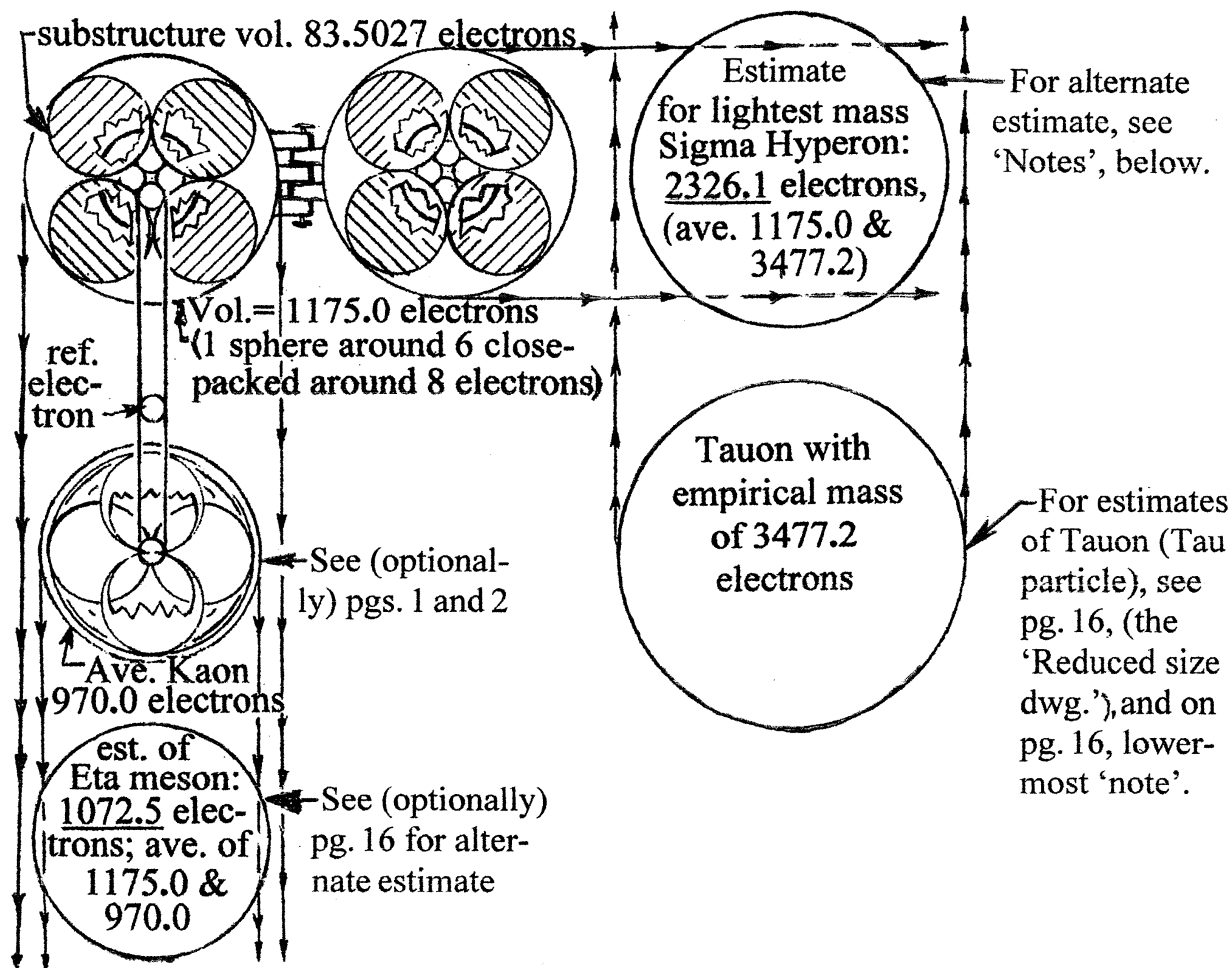 substructure vol. 83.5027 electrons
Vol.= 1175.0 electrons
(1 sphere around 6 close-
packed around 8 electrons)
ref.
elec-
tron
See (optional-
ly) pgs. 1 and 2
Ave. Kaon
970.0 electrons
est. of
Eta meson:
1072.5 elec-
trons; ave. of
1175.0 &
970.0
See (optionally)
pg. 16 for alter-
nate estimate
Estimate
for lightest mass
Sigma Hyperon:
2326.1 electrons,
(ave. 1175.0 &
3477.2)
For alternate
estimate, see
‘Notes’, below.
Tauon with
empirical mass
of 3477.2
electrons
For estimates
of Tauon (Tau
particle), see
pg. 16, (the
‘Reduced size
dwg.’),and on
pg. 16, lower-
most ‘note’.